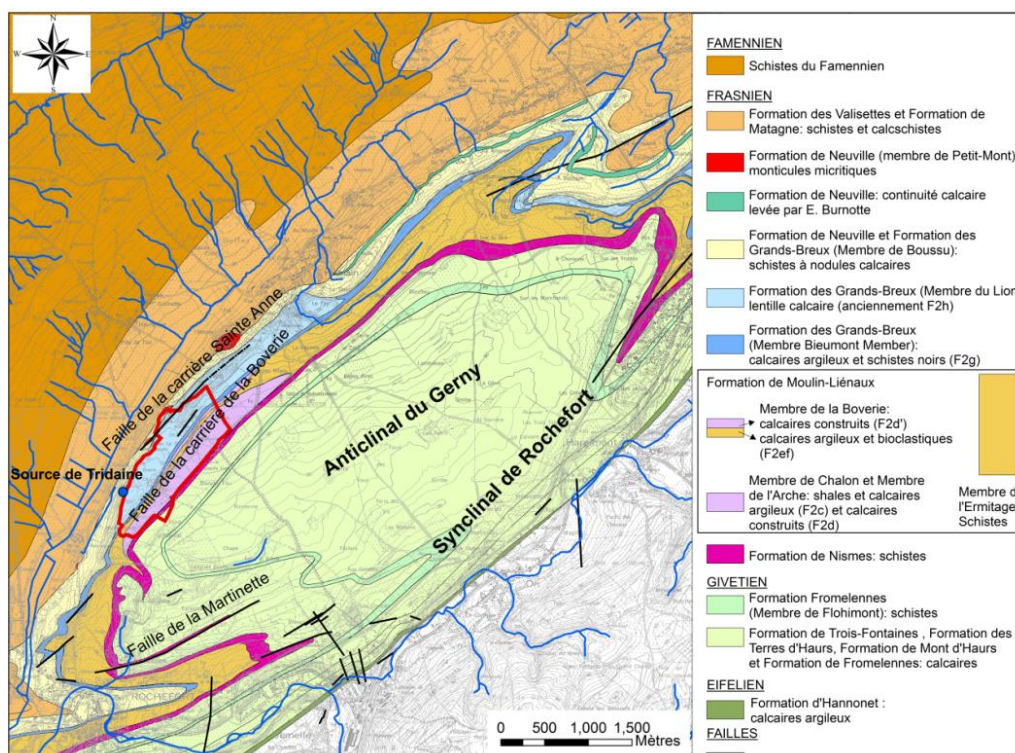 N
W
E
S
Faille de la carrière Sainte Anne
Faille de la carrière de la Boverie
Source de Tridaine
Anticlinal du Gerny
Synclinal de Rochefort
Faille de la Martinette
ROCHEFORT
0 500 1,000 1,500
Mètres
FAMENNIEN
Schistes du Famennien
FRASNIEN
Formation des Valisettes et Formation de
Matagne: schistes et calcschistes
Formation de Neuville (membre de Petit-Mont)
monticules micritiques
Formation de Neuville: continuité calcaire
levée par E. Burnotte
Formation de Neuville et Formation des
Grands-Breux (Membre de Boussu):
schistes à nodules calcaires
Formation des Grands-Breux (Membre du Lion
lentille calcaire (anciennement F2h)
Formation des Grands-Breux
(Membre Bieumont Member):
calcaires argileux et schistes noirs (F2g)
Formation de Moulin-Liénaux
Membre de la Boverie:
calcaires construits (F2d')
calcaires argileux et bioclastiques
(F2ef)
Membre de Chalon et Membre
de l'Arche: shales et calcaires
argileux (F2c) et calcaires
construits (F2d)
Membre d
l'Ermitage
Schistes
Formation de Nismes: schistes
GIVETIEN
Formation Fromelennes
(Membre de Flohimont): schistes
Formation de Trois-Fontaines , Formation des
Terres d'Haurs, Formation de Mont d'Haurs
et Formation de Fromelennes: calcaires
EIFELIEN
Formation d'Hannonet :
calcaires argileux
FAILLES